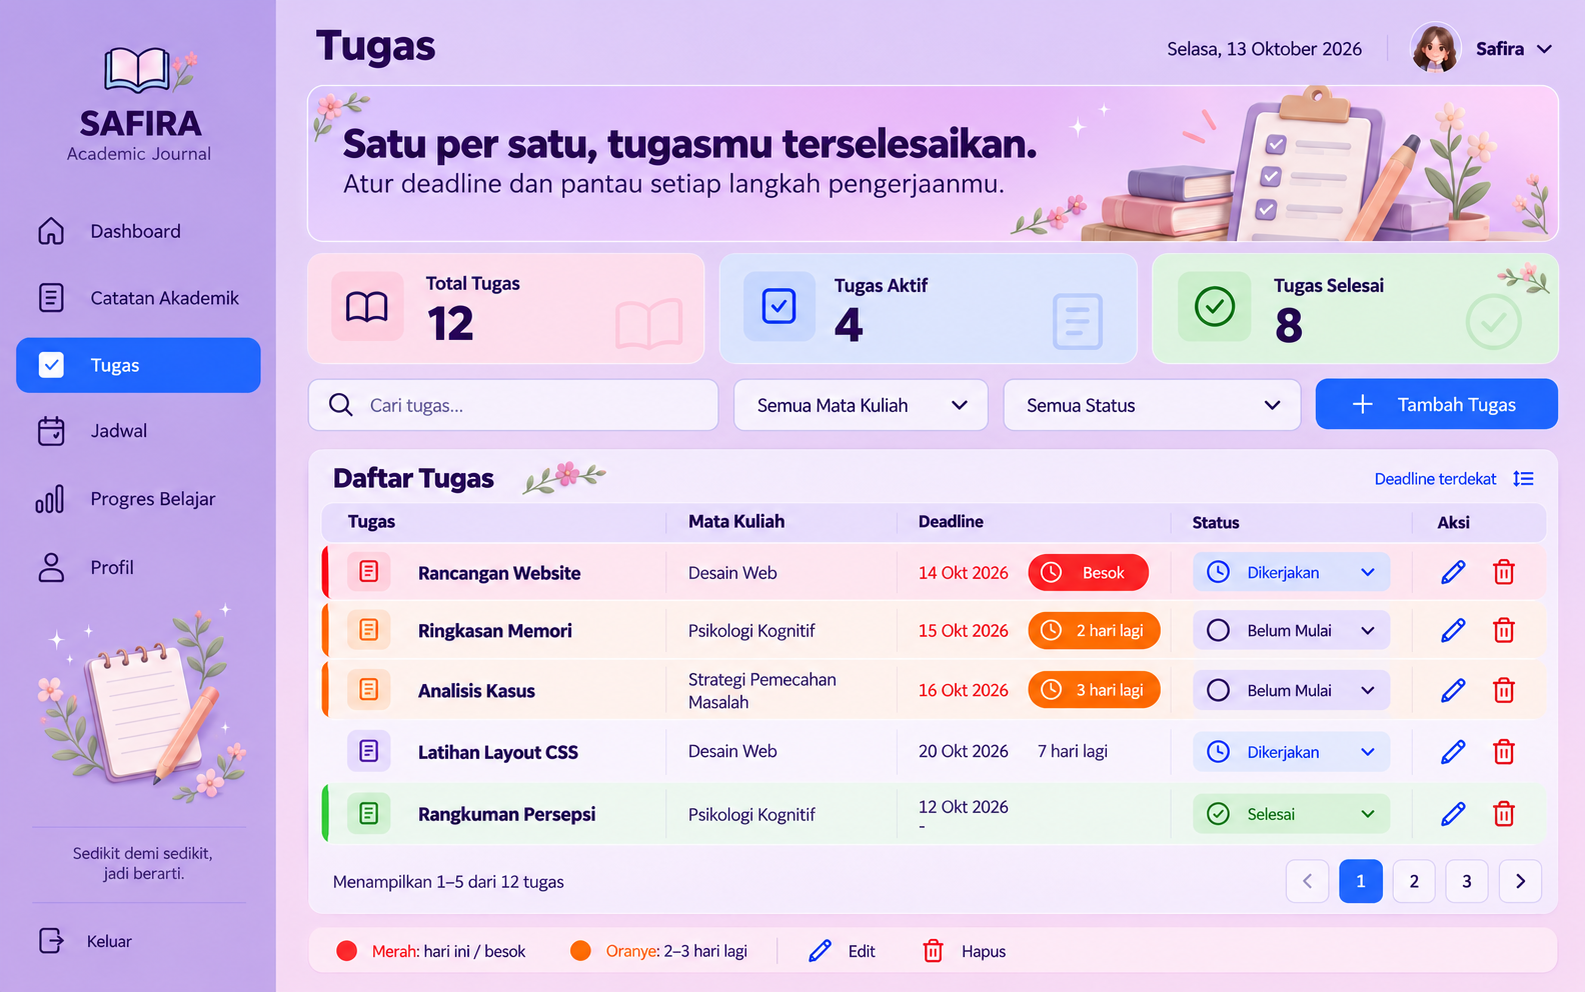 SAFIRA
Academic Journal
Dashboard
Catatan Akademik
Tugas
Jadwal
Progres Belajar
Profil
Sedikit demi sedikit,
jadi berarti.
Keluar
Tugas
Selasa, 13 Oktober 2026
Safira
Satu per satu, tugasmu terselesaikan.
Atur deadline dan pantau setiap langkah pengerjaanmu.
Total Tugas
12
Tugas Aktif
4
Tugas Selesai
8
Cari tugas...
Semua Mata Kuliah
Semua Status
Tambah Tugas
Daftar Tugas
Deadline terdekat
Tugas Mata Kuliah Deadline Status Aksi
Rancangan Website Desain Web 14 Okt 2026 Besok Dikerjakan
Ringkasan Memori Psikologi Kognitif 15 Okt 2026 2 hari lagi Belum Mulai
Analisis Kasus Strategi Pemecahan Masalah 16 Okt 2026 3 hari lagi Belum Mulai
Latihan Layout CSS Desain Web 20 Okt 2026 7 hari lagi Dikerjakan
Rangkuman Persepsi Psikologi Kognitif 12 Okt 2026 - Selesai
Menampilkan 1–5 dari 12 tugas
1 2 3
Merah: hari ini / besok
Oranye: 2–3 hari lagi
Edit
Hapus